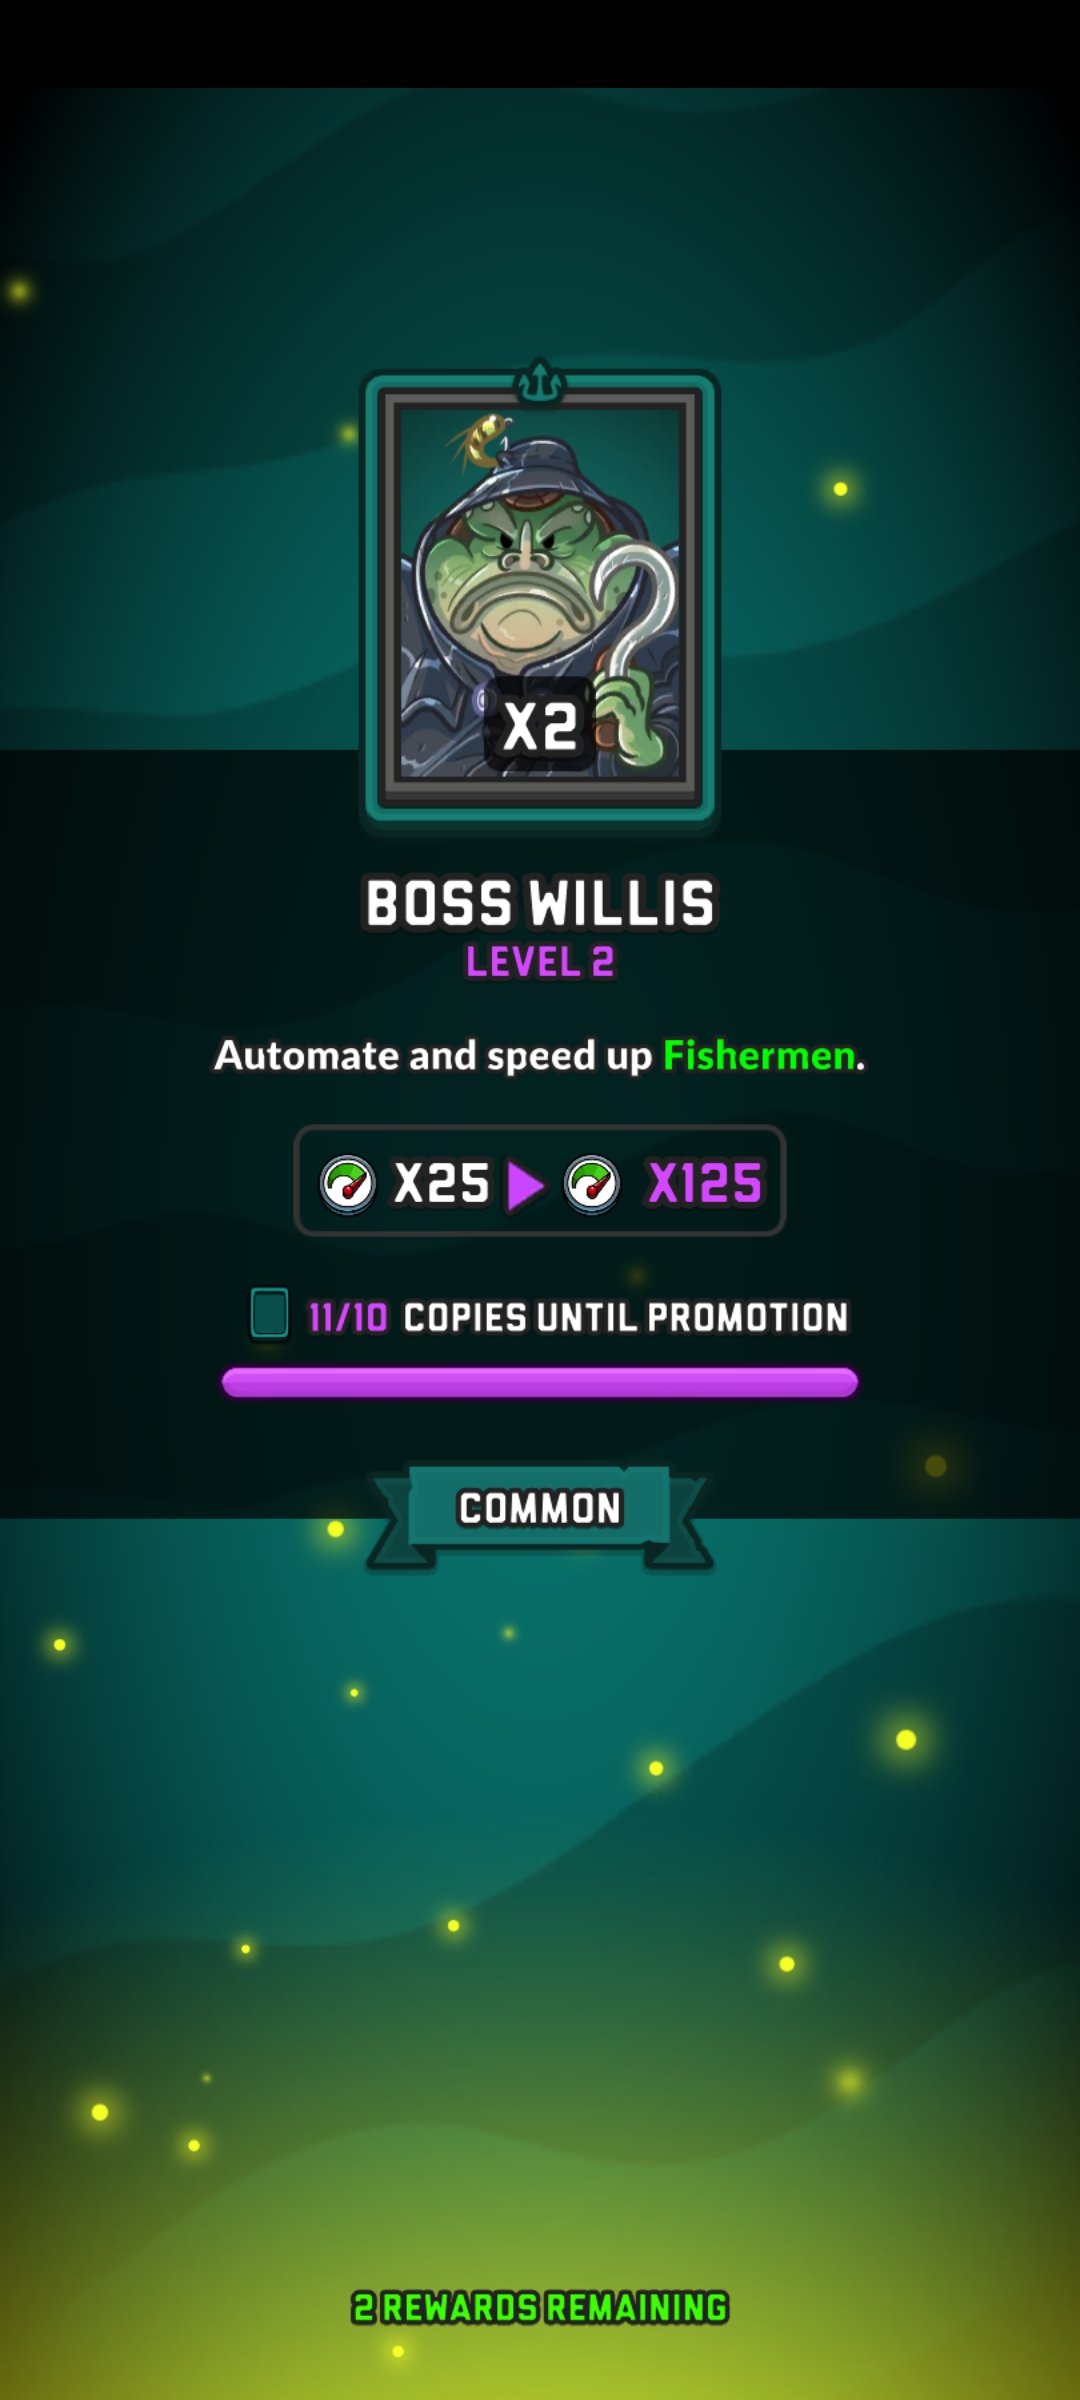 X2
BOSS WILLIS
LEVEL 2
Automate and speed up Fishermen.
X25 X125
11/10 COPIES UNTIL PROMOTION
COMMON
2 REWARDS REMAINING